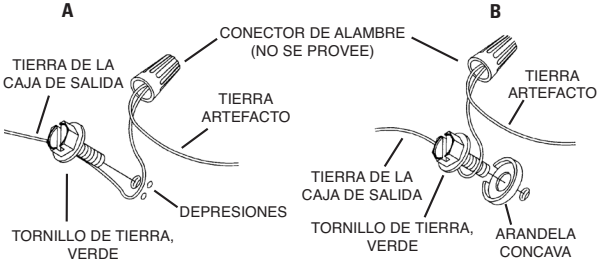 A
B
CONECTOR DE ALAMBRE
(NO SE PROVEE)
TIERRA DE LA
CAJA DE SALIDA
TIERRA
ARTEFACTO
TIERRA
ARTEFACTO
TIERRA DE LA
CAJA DE SALIDA
DEPRESIONES
TORNILLO DE TIERRA,
VERDE
TORNILLO DE TIERRA,
VERDE
ARANDELA
CONCAVA